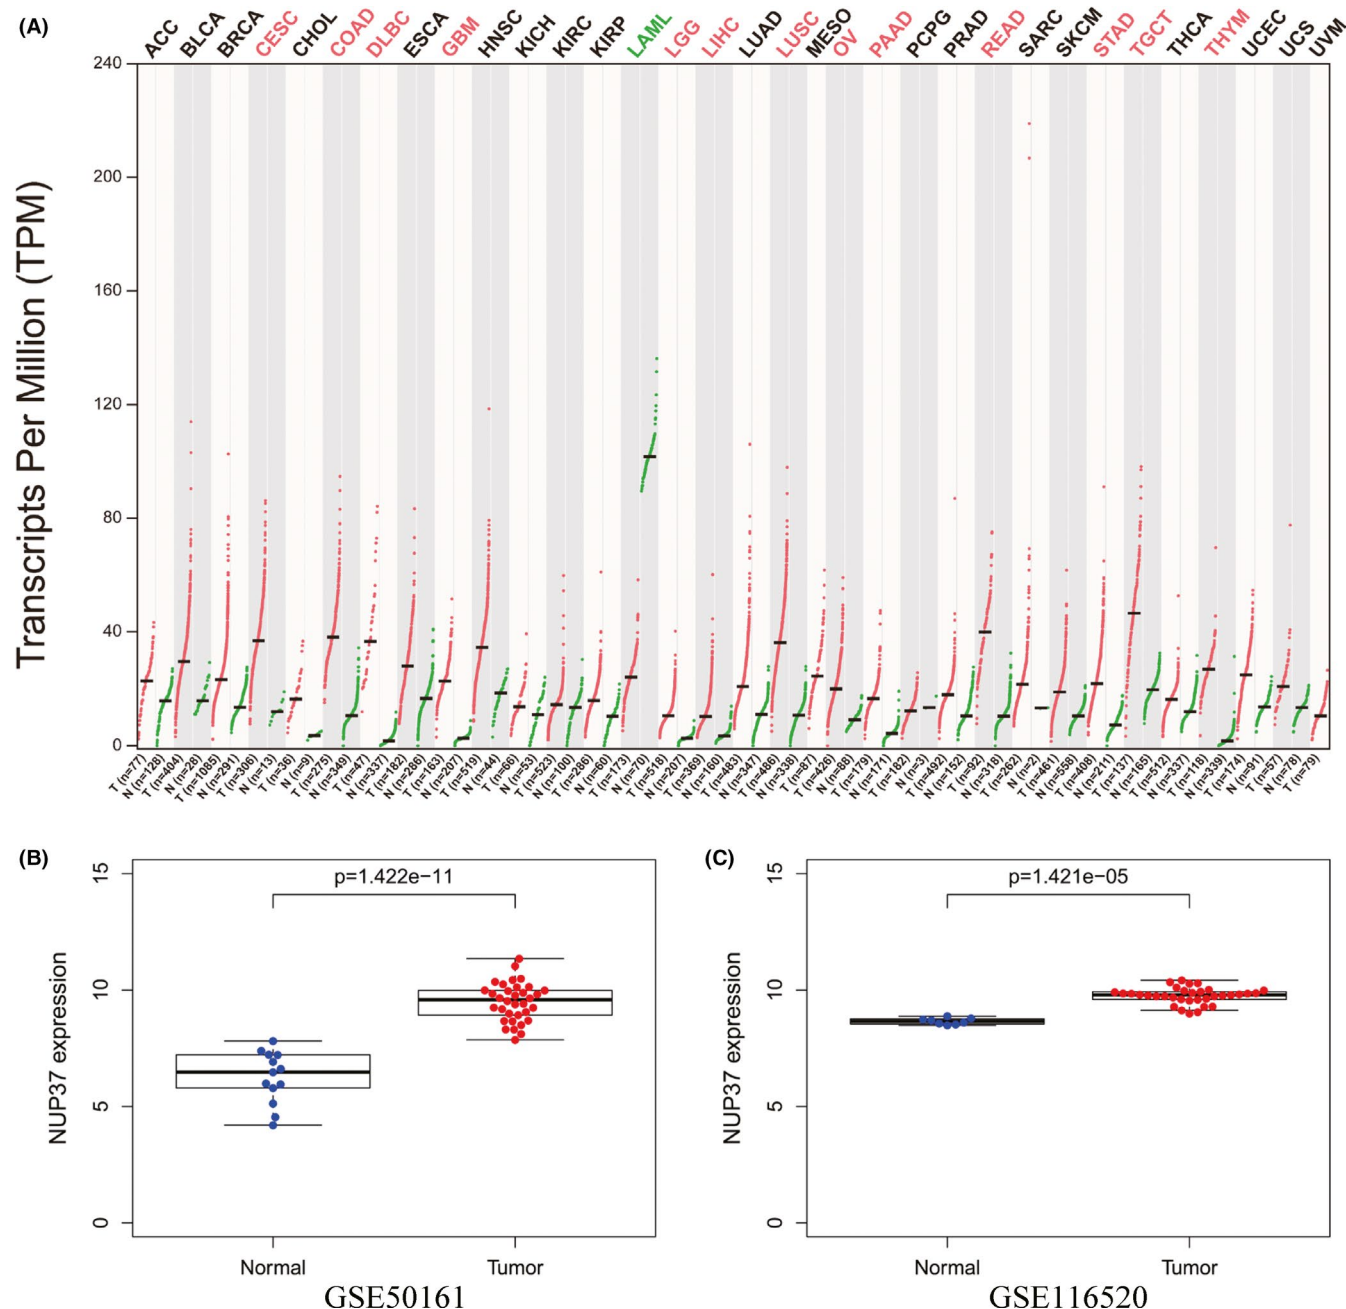 (A)
ACC BLCA BRCA CESC CHOL COAD DLBC ESCA GBM HNSC KICH KIRC KIRP LAML LGG LIHC LUAD LUSC MESO OV PAAD PCPG PRAD READ SARC SKCM STAD TGCT THCA THYM UCEC UCS UVM
Transcripts Per Million (TPM)
240
200
160
120
80
40
0
T (n=77) N (n=128) T (n=404) N (n=28) T (n=1085) N (n=291) T (n=306) N (n=13) T (n=36) N (n=9) T (n=275) N (n=349) T (n=47) N (n=337) T (n=182) N (n=286) T (n=163) N (n=207) T (n=519) N (n=44) T (n=66) N (n=53) T (n=523) N (n=100) T (n=286) N (n=60) T (n=173) N (n=70) T (n=518) N (n=207) T (n=369) N (n=160) T (n=483) N (n=347) T (n=486) N (n=338) T (n=87) T (n=426) N (n=88) T (n=179) N (n=171) T (n=182) N (n=3) T (n=492) N (n=152) T (n=92) N (n=318) T (n=262) N (n=2) T (n=461) N (n=558) T (n=408) N (n=211) T (n=137) N (n=165) T (n=512) N (n=337) T (n=118) N (n=339) T (n=174) N (n=91) T (n=57) N (n=78) T (n=79)
(B)
p=1.422e−11
NUP37 expression
15
10
5
0
Normal Tumor
GSE50161
(C)
p=1.421e−05
NUP37 expression
15
10
5
0
Normal Tumor
GSE116520